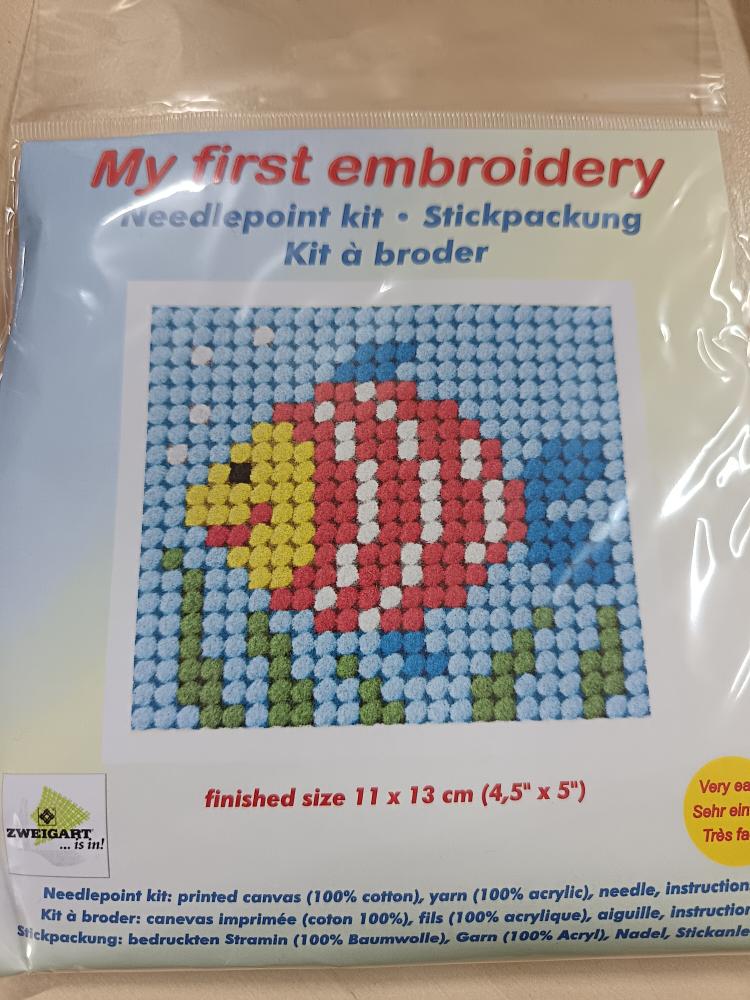 My first embroidery
Needlepoint kit • Stickpackung
Kit à broder
finished size 11 x 13 cm (4,5" x 5")
ZWEIGART
... is in!
Very ea
Sehr ein
Très fa
Needlepoint kit: printed canvas (100% cotton), yarn (100% acrylic), needle, instruction
Kit à broder: canevas imprimée (coton 100%), fils (100% acrylique), aiguille, instruction
Stickpackung: bedruckten Stramin (100% Baumwolle), Garn (100% Acryl), Nadel, Stickanle